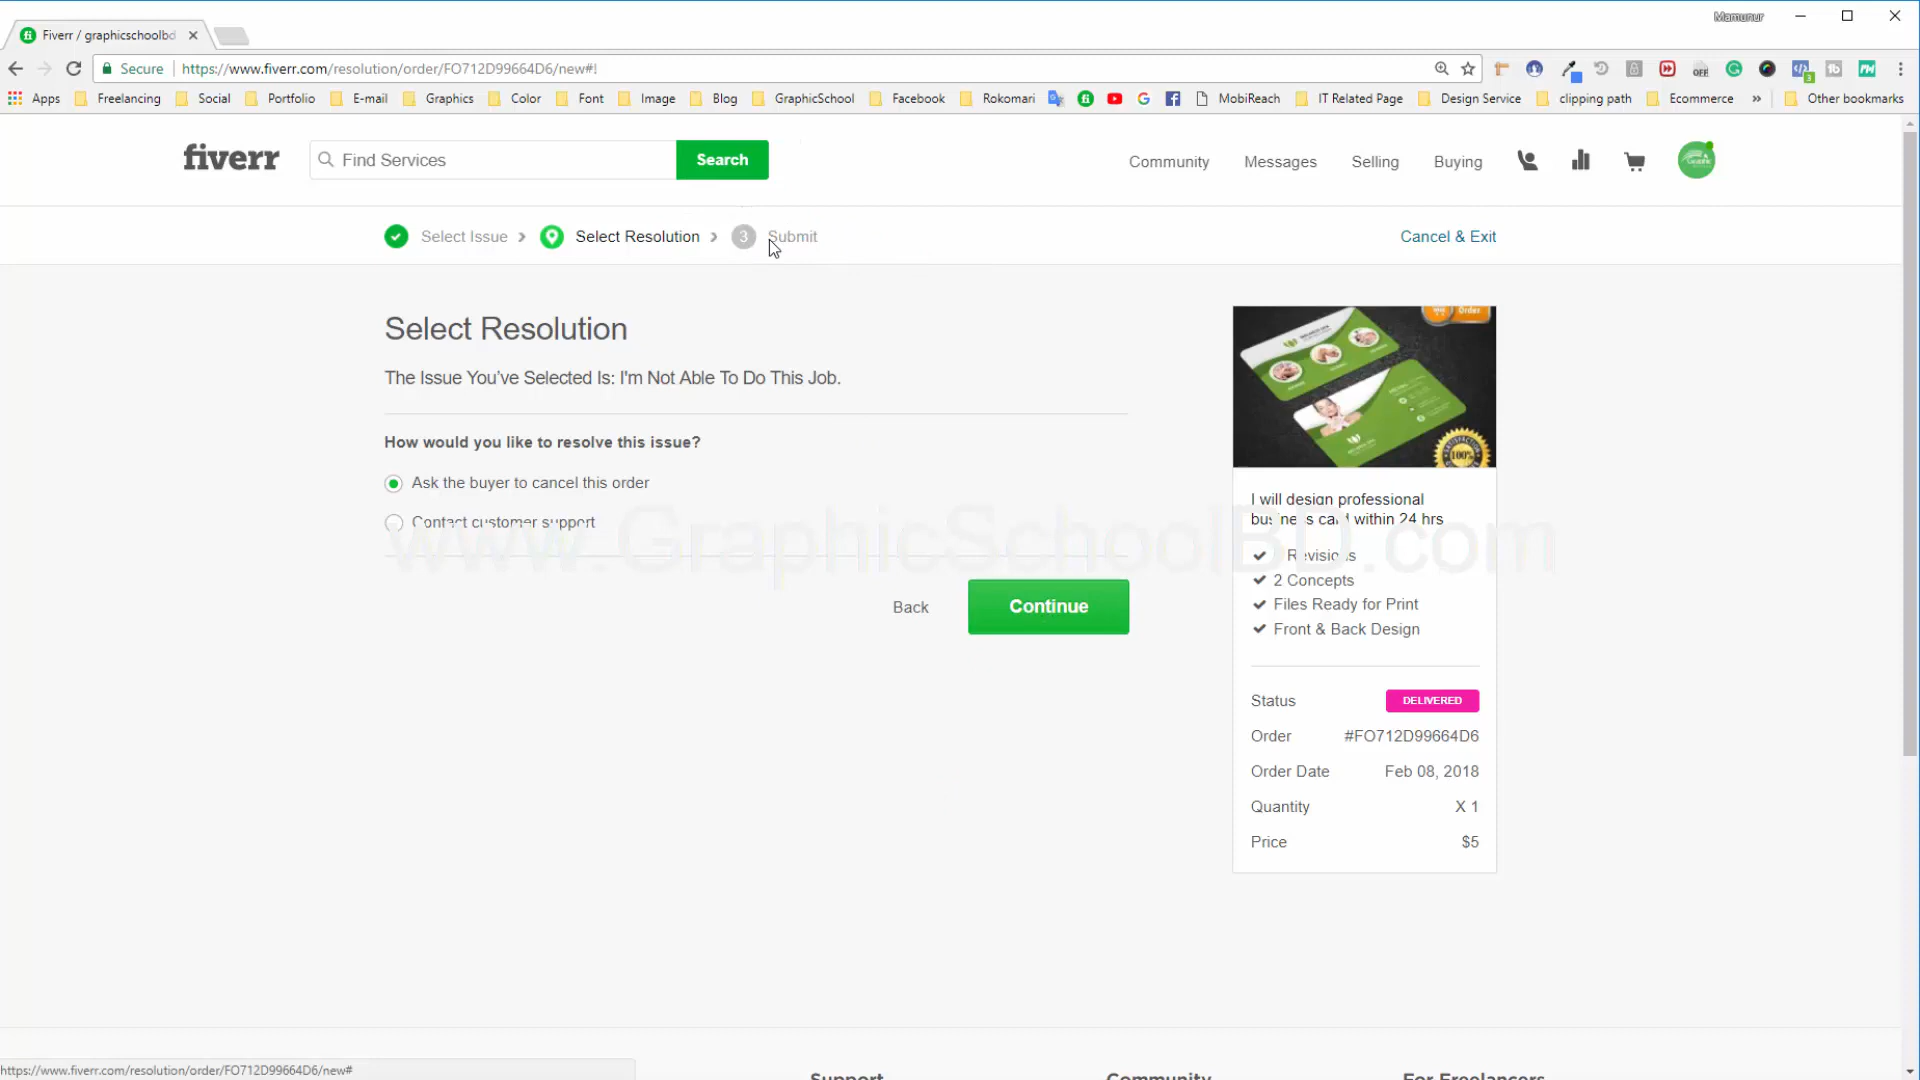 Mamunur
Fiverr / graphicschoolbd
Secure https://www.fiverr.com/resolution/order/FO712D99664D6/new#!
Apps Freelancing Social Portfolio E-mail Graphics Color Font Image Blog GraphicSchool Facebook Rokomari MobiReach IT Related Page Design Service clipping path Ecommerce » Other bookmarks
fiverr Find Services Search Community Messages Selling Buying
Select Issue > Select Resolution > 3 Submit Cancel & Exit
Select Resolution
The Issue You've Selected Is: I'm Not Able To Do This Job.
How would you like to resolve this issue?
Ask the buyer to cancel this order
Contact customer support
www.GraphicSchoolBD.com
Back Continue
Order
100%
I will design professional
business card within 24 hrs
Revisions
2 Concepts
Files Ready for Print
Front & Back Design
Status DELIVERED
Order #FO712D99664D6
Order Date Feb 08, 2018
Quantity X 1
Price $5
Support Community For Freelancers
https://www.fiverr.com/resolution/order/FO712D99664D6/new#